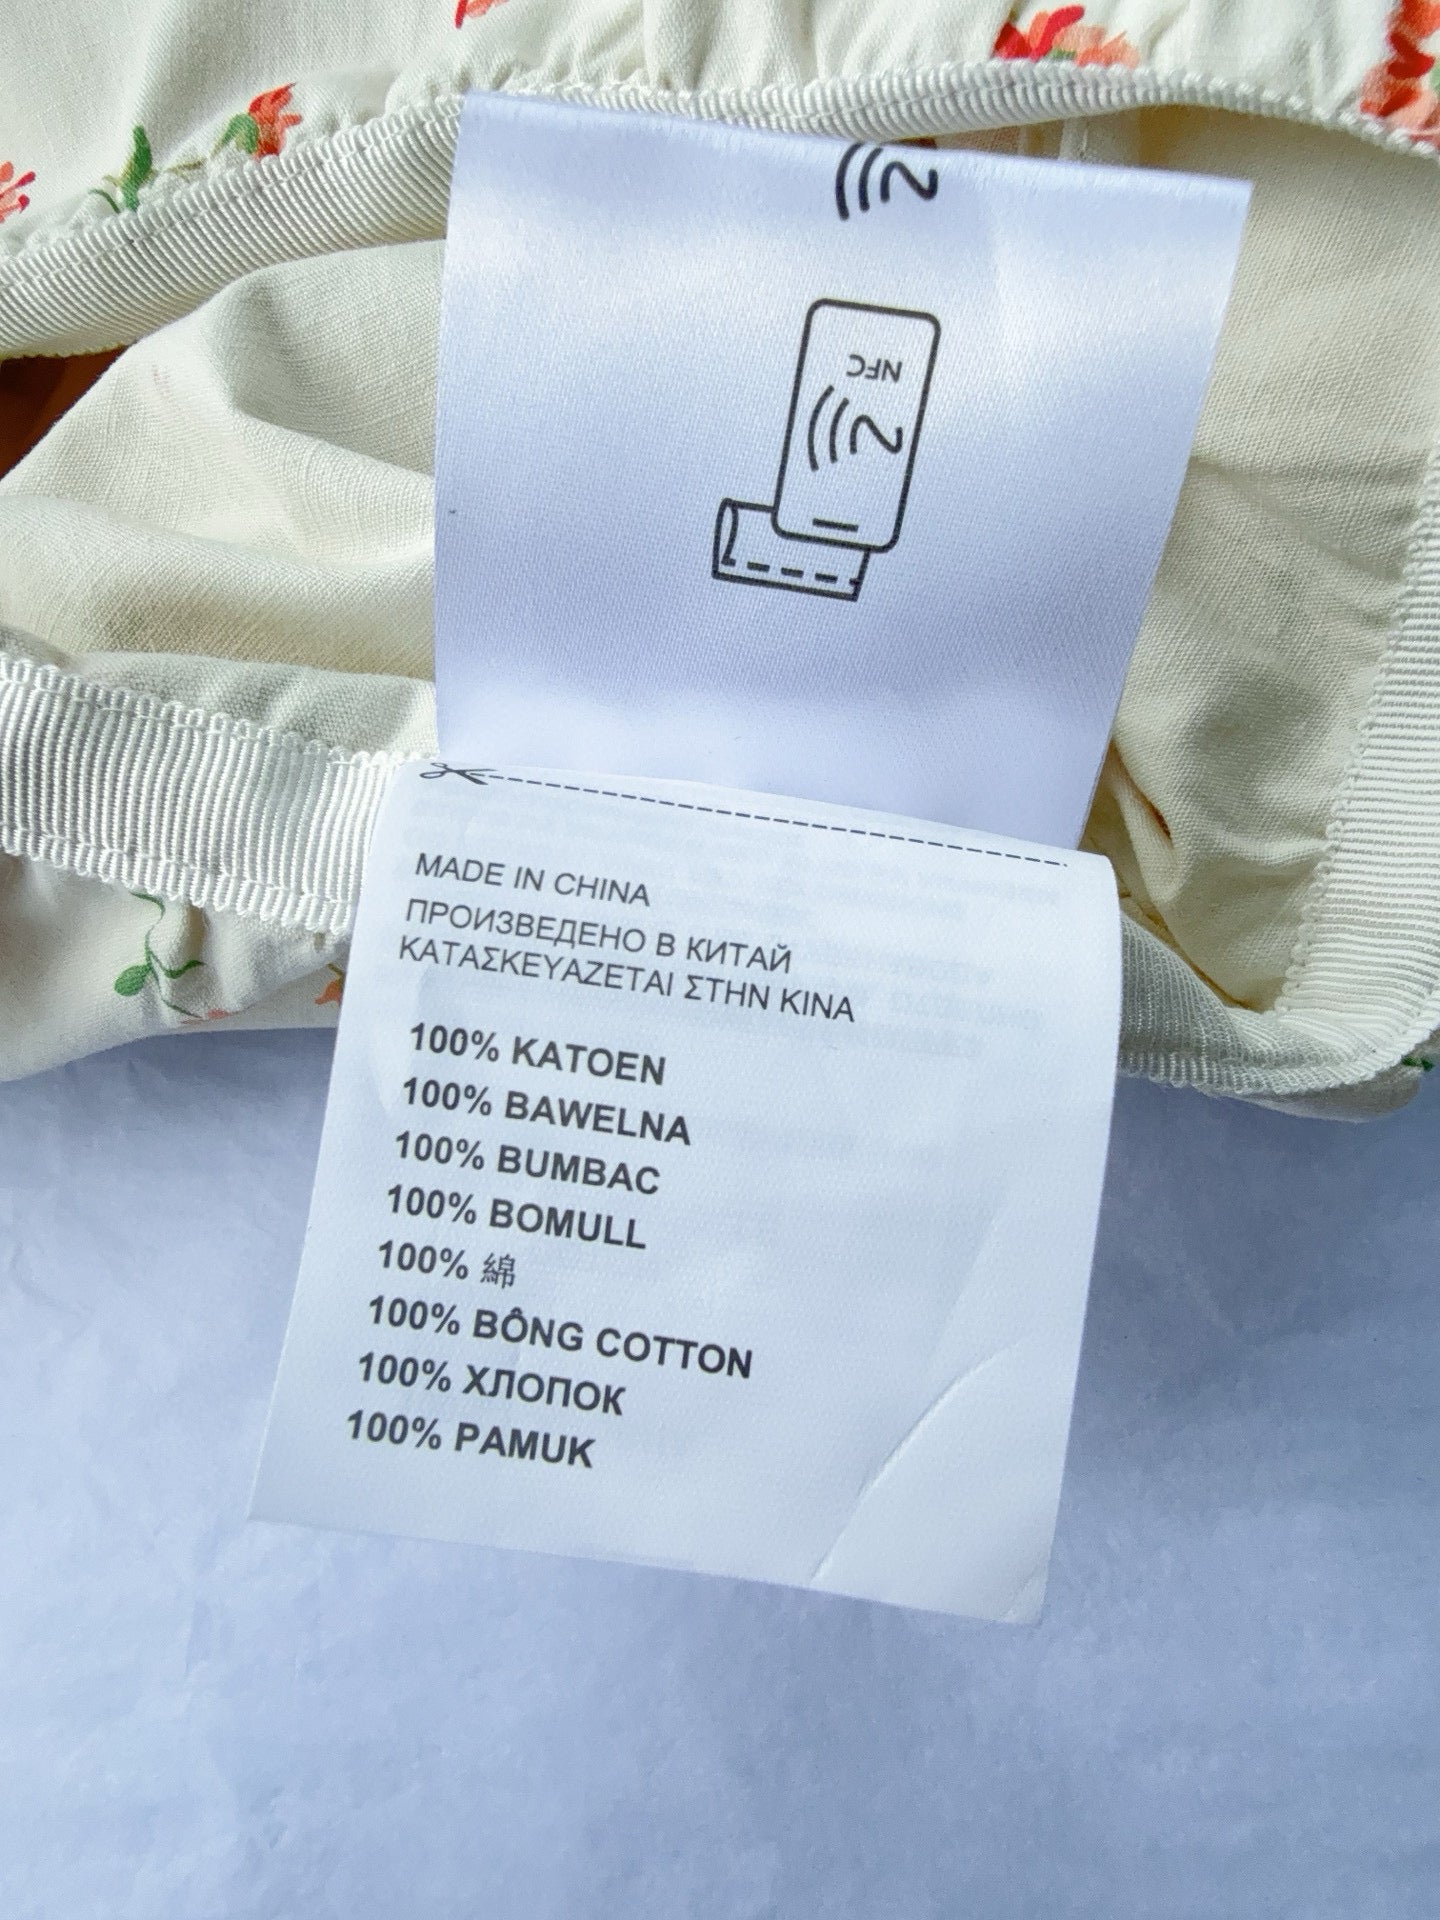 NFC
MADE IN CHINA
ПРОИЗВЕДЕНО В КИТАЙ
ΚΑΤΑΣΚΕΥΑΖΕΤΑΙ ΣΤΗΝ ΚΙΝΑ
100% KATOEN
100% BAWELNA
100% BUMBAC
100% BOMULL
100% 綿
100% BÔNG COTTON
100% ХЛОПОК
100% PAMUK